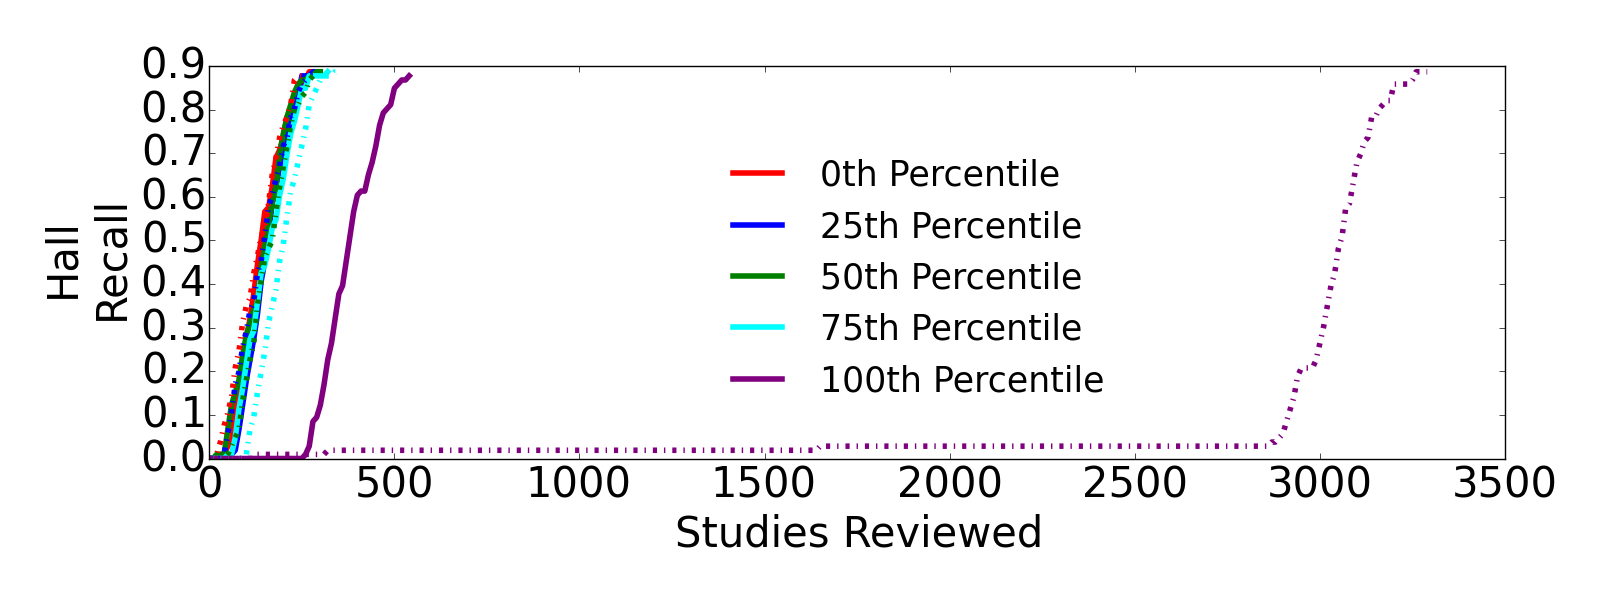 Hall
Recall
0.9
0.8
0.7
0.6
0.5
0.4
0.3
0.2
0.1
0.0
0th Percentile
25th Percentile
50th Percentile
75th Percentile
100th Percentile
0 500 1000 1500 2000 2500 3000 3500
Studies Reviewed